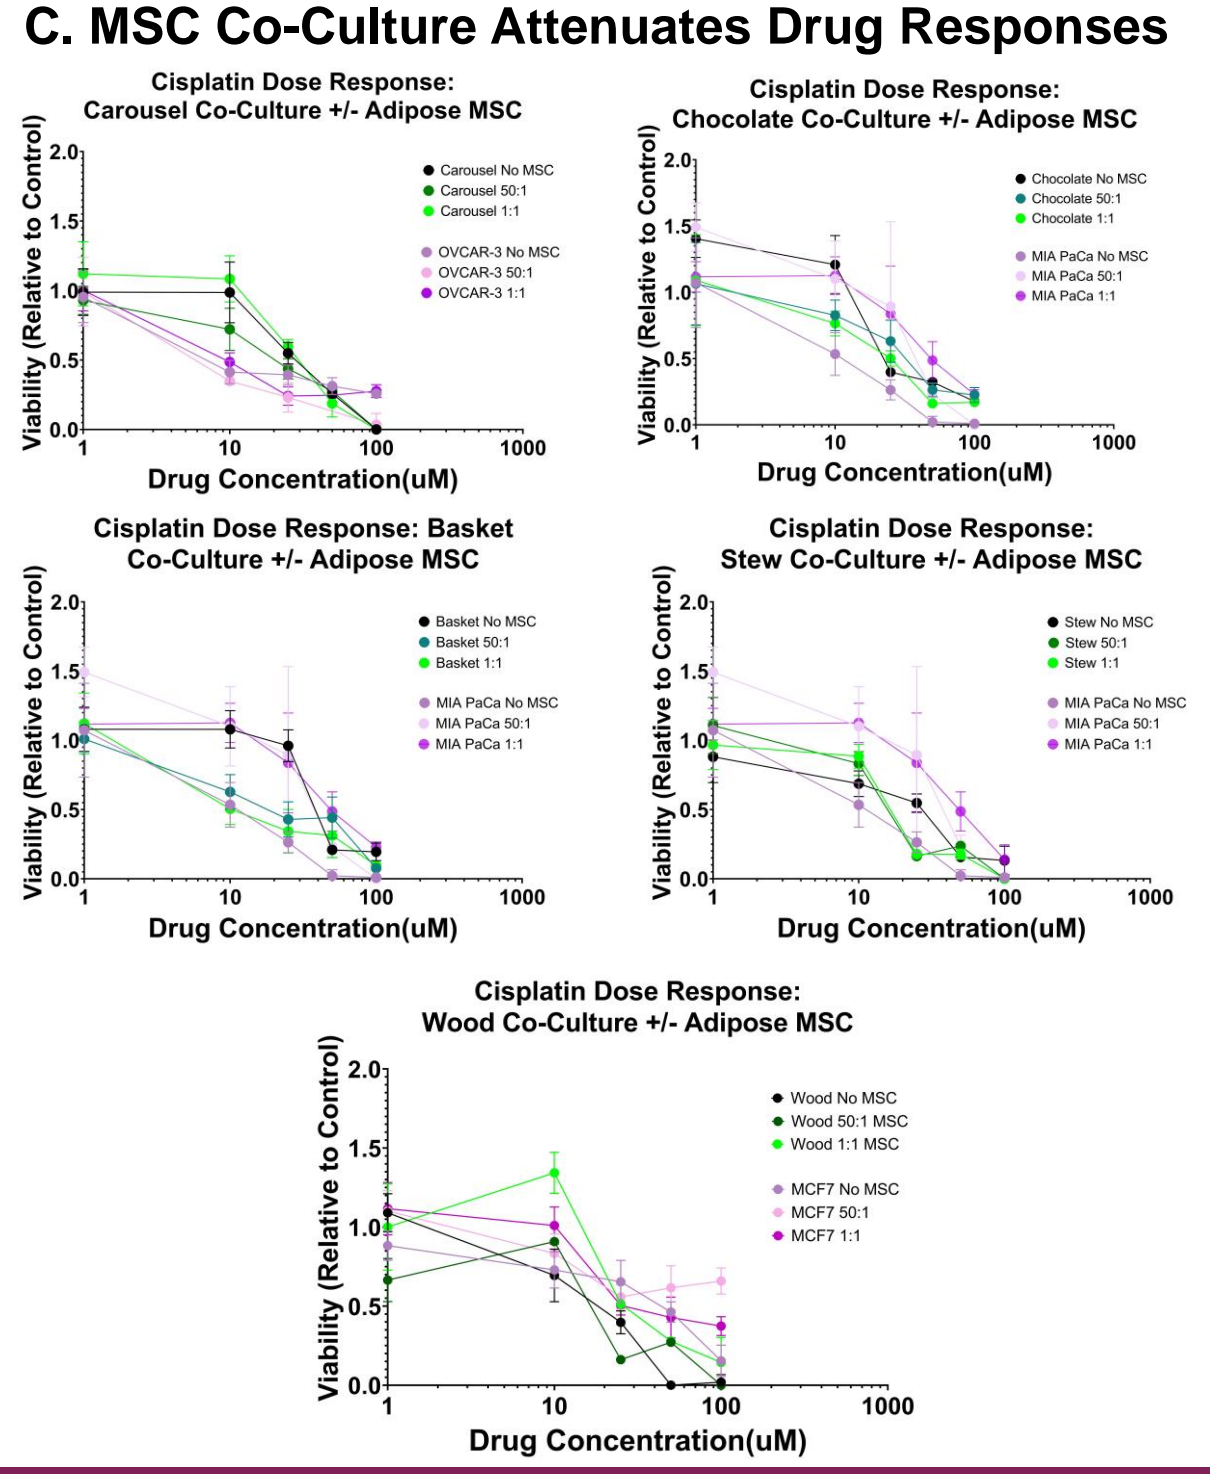 C. MSC Co-Culture Attenuates Drug Responses
Cisplatin Dose Response:
Carousel Co-Culture +/- Adipose MSC
Viability (Relative to Control)
2.0
1.5
1.0
0.5
0.0
1
10
100
1000
Drug Concentration(uM)
Carousel No MSC
Carousel 50:1
Carousel 1:1
OVCAR-3 No MSC
OVCAR-3 50:1
OVCAR-3 1:1
Cisplatin Dose Response:
Chocolate Co-Culture +/- Adipose MSC
Viability (Relative to Control)
2.0
1.5
1.0
0.5
0.0
1
10
100
1000
Drug Concentration(uM)
Chocolate No MSC
Chocolate 50:1
Chocolate 1:1
MIA PaCa No MSC
MIA PaCa 50:1
MIA PaCa 1:1
Cisplatin Dose Response: Basket
Co-Culture +/- Adipose MSC
Viability (Relative to Control)
2.0
1.5
1.0
0.5
0.0
1
10
100
1000
Drug Concentration(uM)
Basket No MSC
Basket 50:1
Basket 1:1
MIA PaCa No MSC
MIA PaCa 50:1
MIA PaCa 1:1
Cisplatin Dose Response:
Stew Co-Culture +/- Adipose MSC
Viability (Relative to Control)
2.0
1.5
1.0
0.5
0.0
1
10
100
1000
Drug Concentration(uM)
Stew No MSC
Stew 50:1
Stew 1:1
MIA PaCa No MSC
MIA PaCa 50:1
MIA PaCa 1:1
Cisplatin Dose Response:
Wood Co-Culture +/- Adipose MSC
Viability (Relative to Control)
2.0
1.5
1.0
0.5
0.0
1
10
100
1000
Drug Concentration(uM)
Wood No MSC
Wood 50:1 MSC
Wood 1:1 MSC
MCF7 No MSC
MCF7 50:1
MCF7 1:1